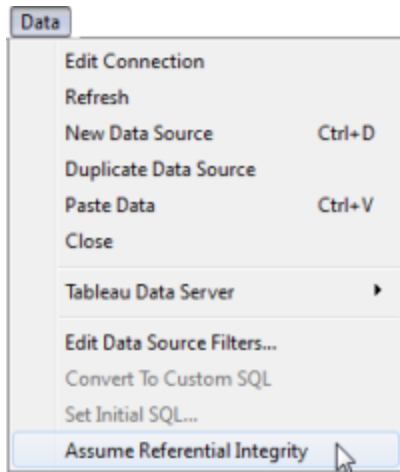 Data
Edit Connection
Refresh
New Data Source Ctrl+D
Duplicate Data Source
Paste Data Ctrl+V
Close
Tableau Data Server
Edit Data Source Filters...
Convert To Custom SQL
Set Initial SQL...
Assume Referential Integrity